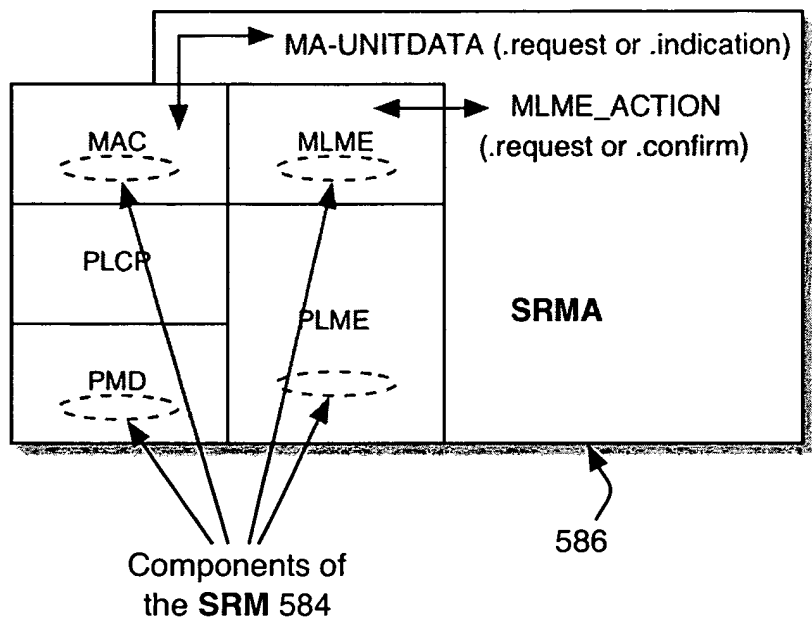 MA-UNITDATA (.request or .indication)
MAC
MLME
MLME_ACTION
(.request or .confirm)
PLCP
PLME
SRMA
PMD
586
Components of
the SRM 584